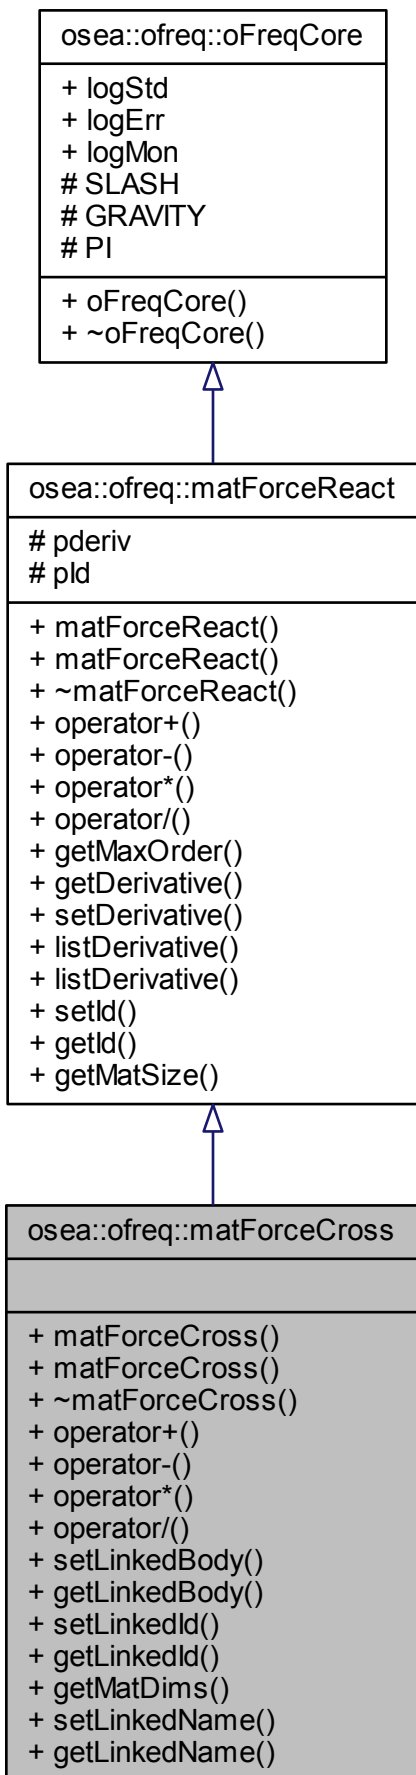 osea::ofreq::oFreqCore
+ logStd
+ logErr
+ logMon
# SLASH
# GRAVITY
# PI
+ oFreqCore()
+ ~oFreqCore()
osea::ofreq::matForceReact
# pderiv
# pId
+ matForceReact()
+ matForceReact()
+ ~matForceReact()
+ operator+()
+ operator-()
+ operator*()
+ operator/()
+ getMaxOrder()
+ getDerivative()
+ setDerivative()
+ listDerivative()
+ listDerivative()
+ setId()
+ getId()
+ getMatSize()
osea::ofreq::matForceCross
+ matForceCross()
+ matForceCross()
+ ~matForceCross()
+ operator+()
+ operator-()
+ operator*()
+ operator/()
+ setLinkedBody()
+ getLinkedBody()
+ setLinkedId()
+ getLinkedId()
+ getMatDims()
+ setLinkedName()
+ getLinkedName()